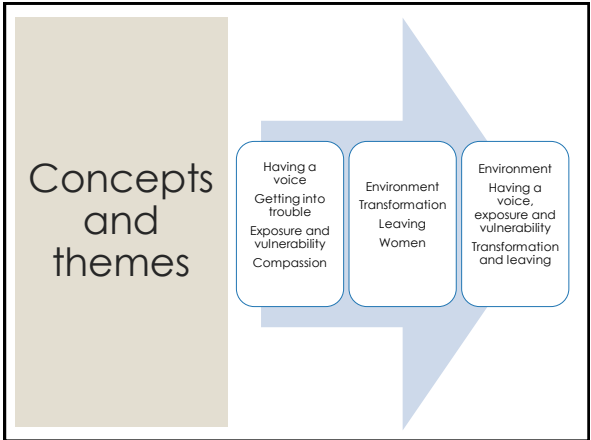 Concepts
and
themes
Having a
voice
Getting into
trouble
Exposure and
vulnerability
Compassion
Environment
Transformation
Leaving
Women
Environment
Having a
voice,
exposure and
vulnerability
Transformation
and leaving